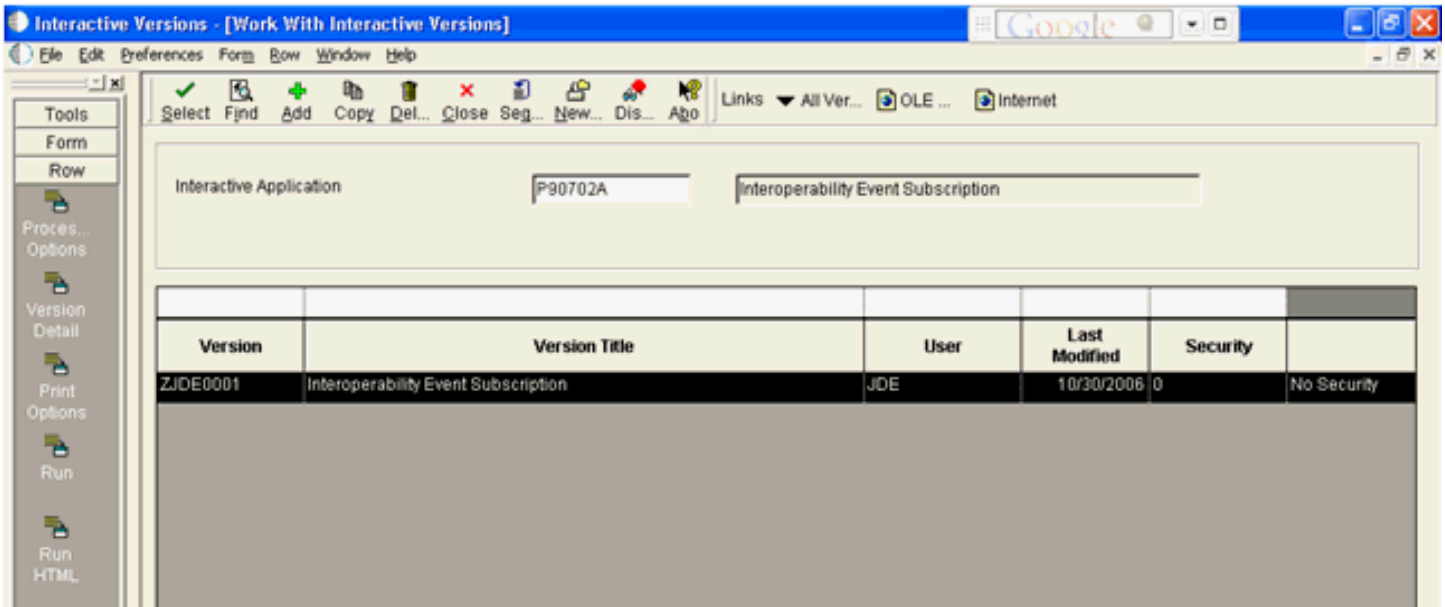 Interactive Versions - [Work With Interactive Versions]
Google
File Edit Preferences Form Row Window Help
Select Find Add Copy Del... Close Seq... New... Dis... Abo Links All Ver... OLE ... Internet
Tools
Form
Row
Proces...
Options
Version
Detail
Print
Options
Run
Run
HTML
Interactive Application P90702A Interoperability Event Subscription
Version Version Title User Last Modified Security
ZJDE0001 Interoperability Event Subscription JDE 10/30/2006 0 No Security